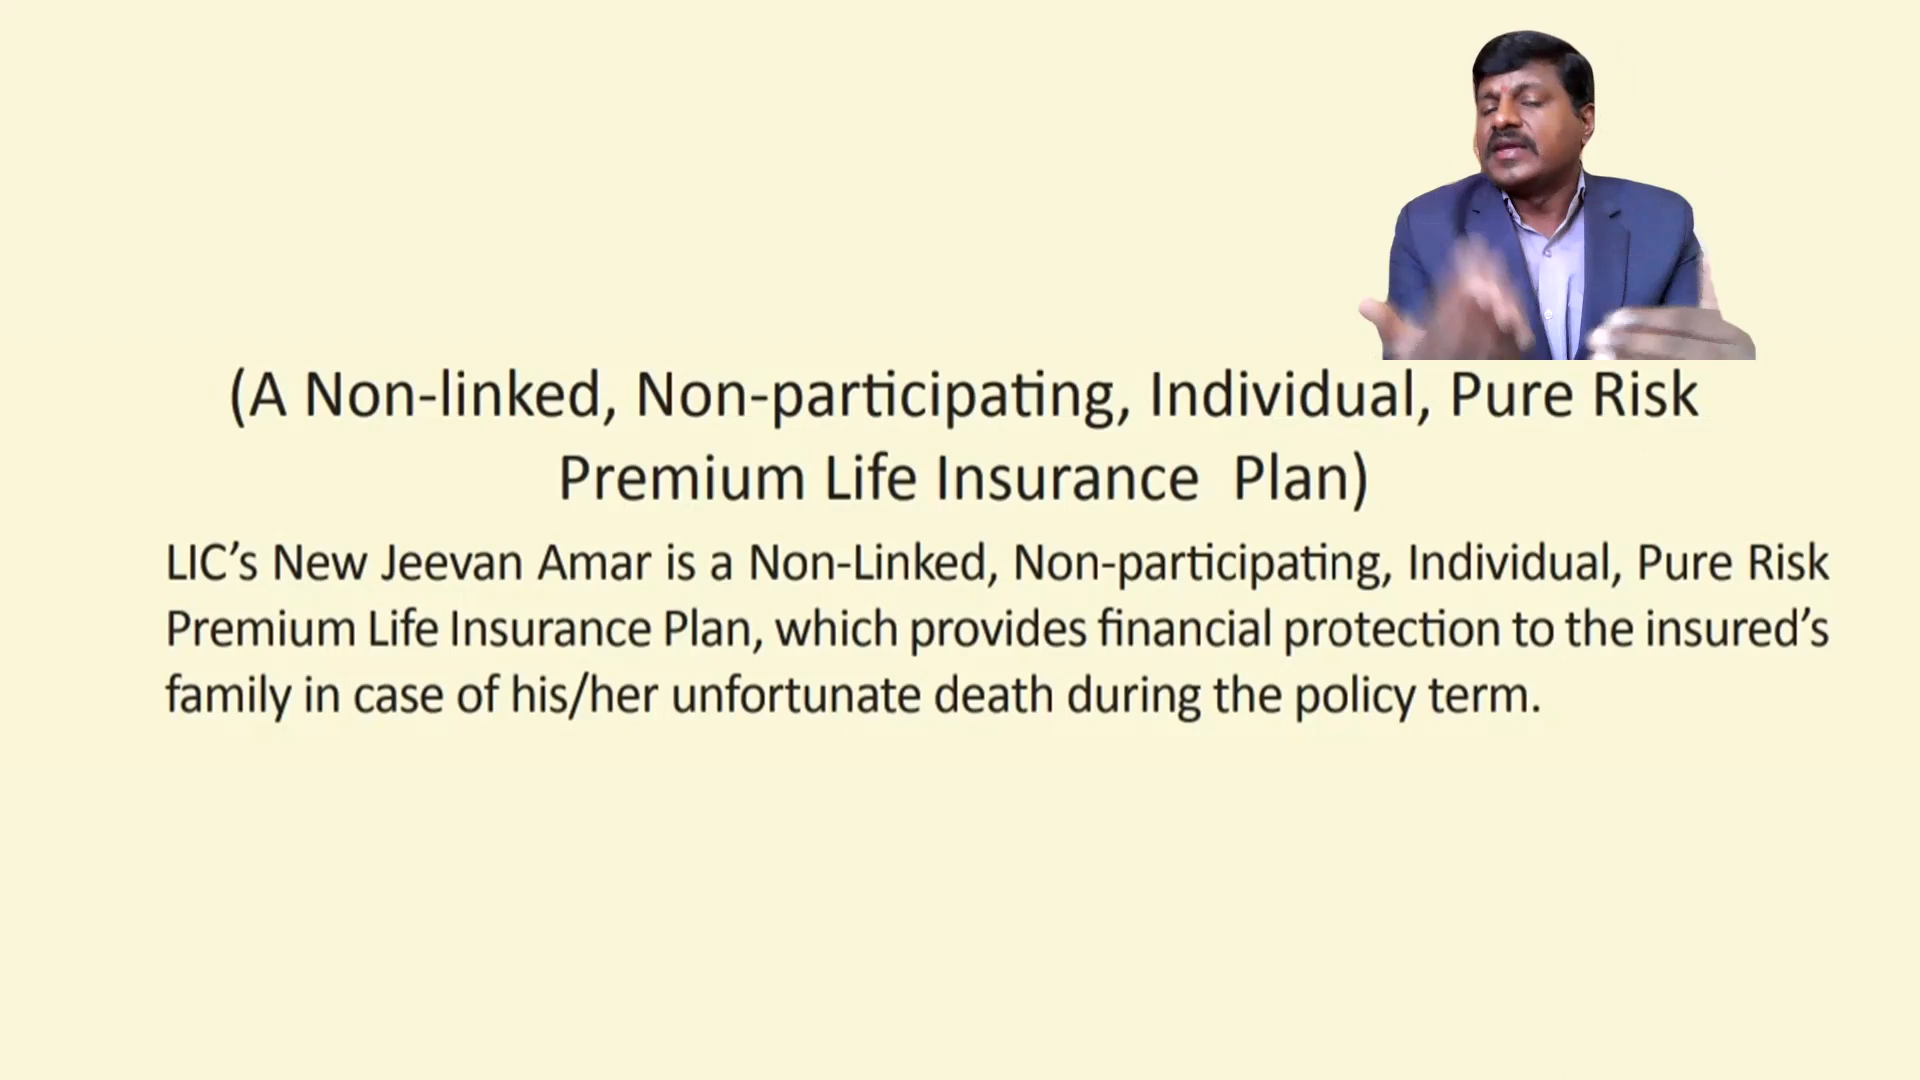 (A Non-linked, Non-participating, Individual, Pure Risk
Premium Life Insurance Plan)
LIC’s New Jeevan Amar is a Non-Linked, Non-participating, Individual, Pure Risk
Premium Life Insurance Plan, which provides financial protection to the insured’s
family in case of his/her unfortunate death during the policy term.